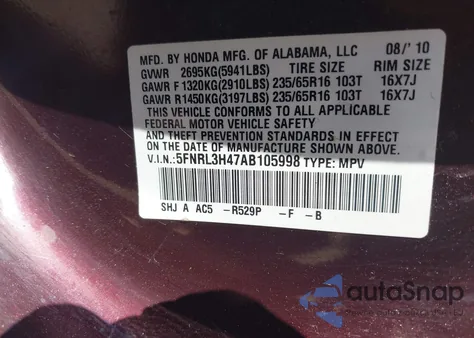 MFD. BY HONDA MFG. OF ALABAMA, LLC 08/'10
GVWR 2695KG(5941LBS) TIRE SIZE RIM SIZE
GAWR F 1320KG(2910LBS) 235/65R16 103T 16X7J
GAWR R 1450KG(3197LBS) 235/65R16 103T 16X7J
THIS VEHICLE CONFORMS TO ALL APPLICABLE
FEDERAL MOTOR VEHICLE SAFETY, BUMPER,
AND THEFT PREVENTION STANDARDS IN EFFECT
ON THE DATE OF MANUFACTURE SHOWN ABOVE.
V.I.N.:5FNRL3H47AB105998 TYPE: MPV
SHJ A AC5 -R529P -F -B
autoSnap